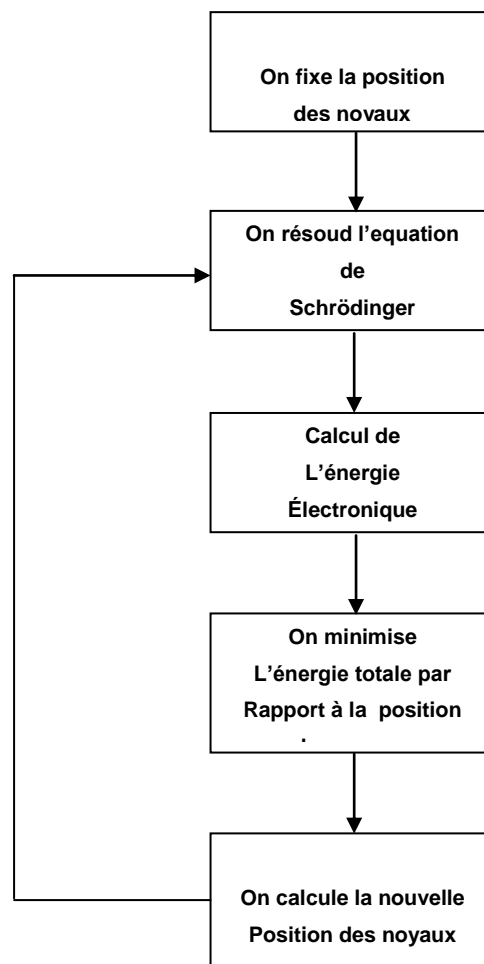 On fixe la position
des novaux
On résoud l’equation
de
Schrödinger
Calcul de
L’énergie
Électronique
On minimise
L’énergie totale par
Rapport à la position
On calcule la nouvelle
Position des noyaux